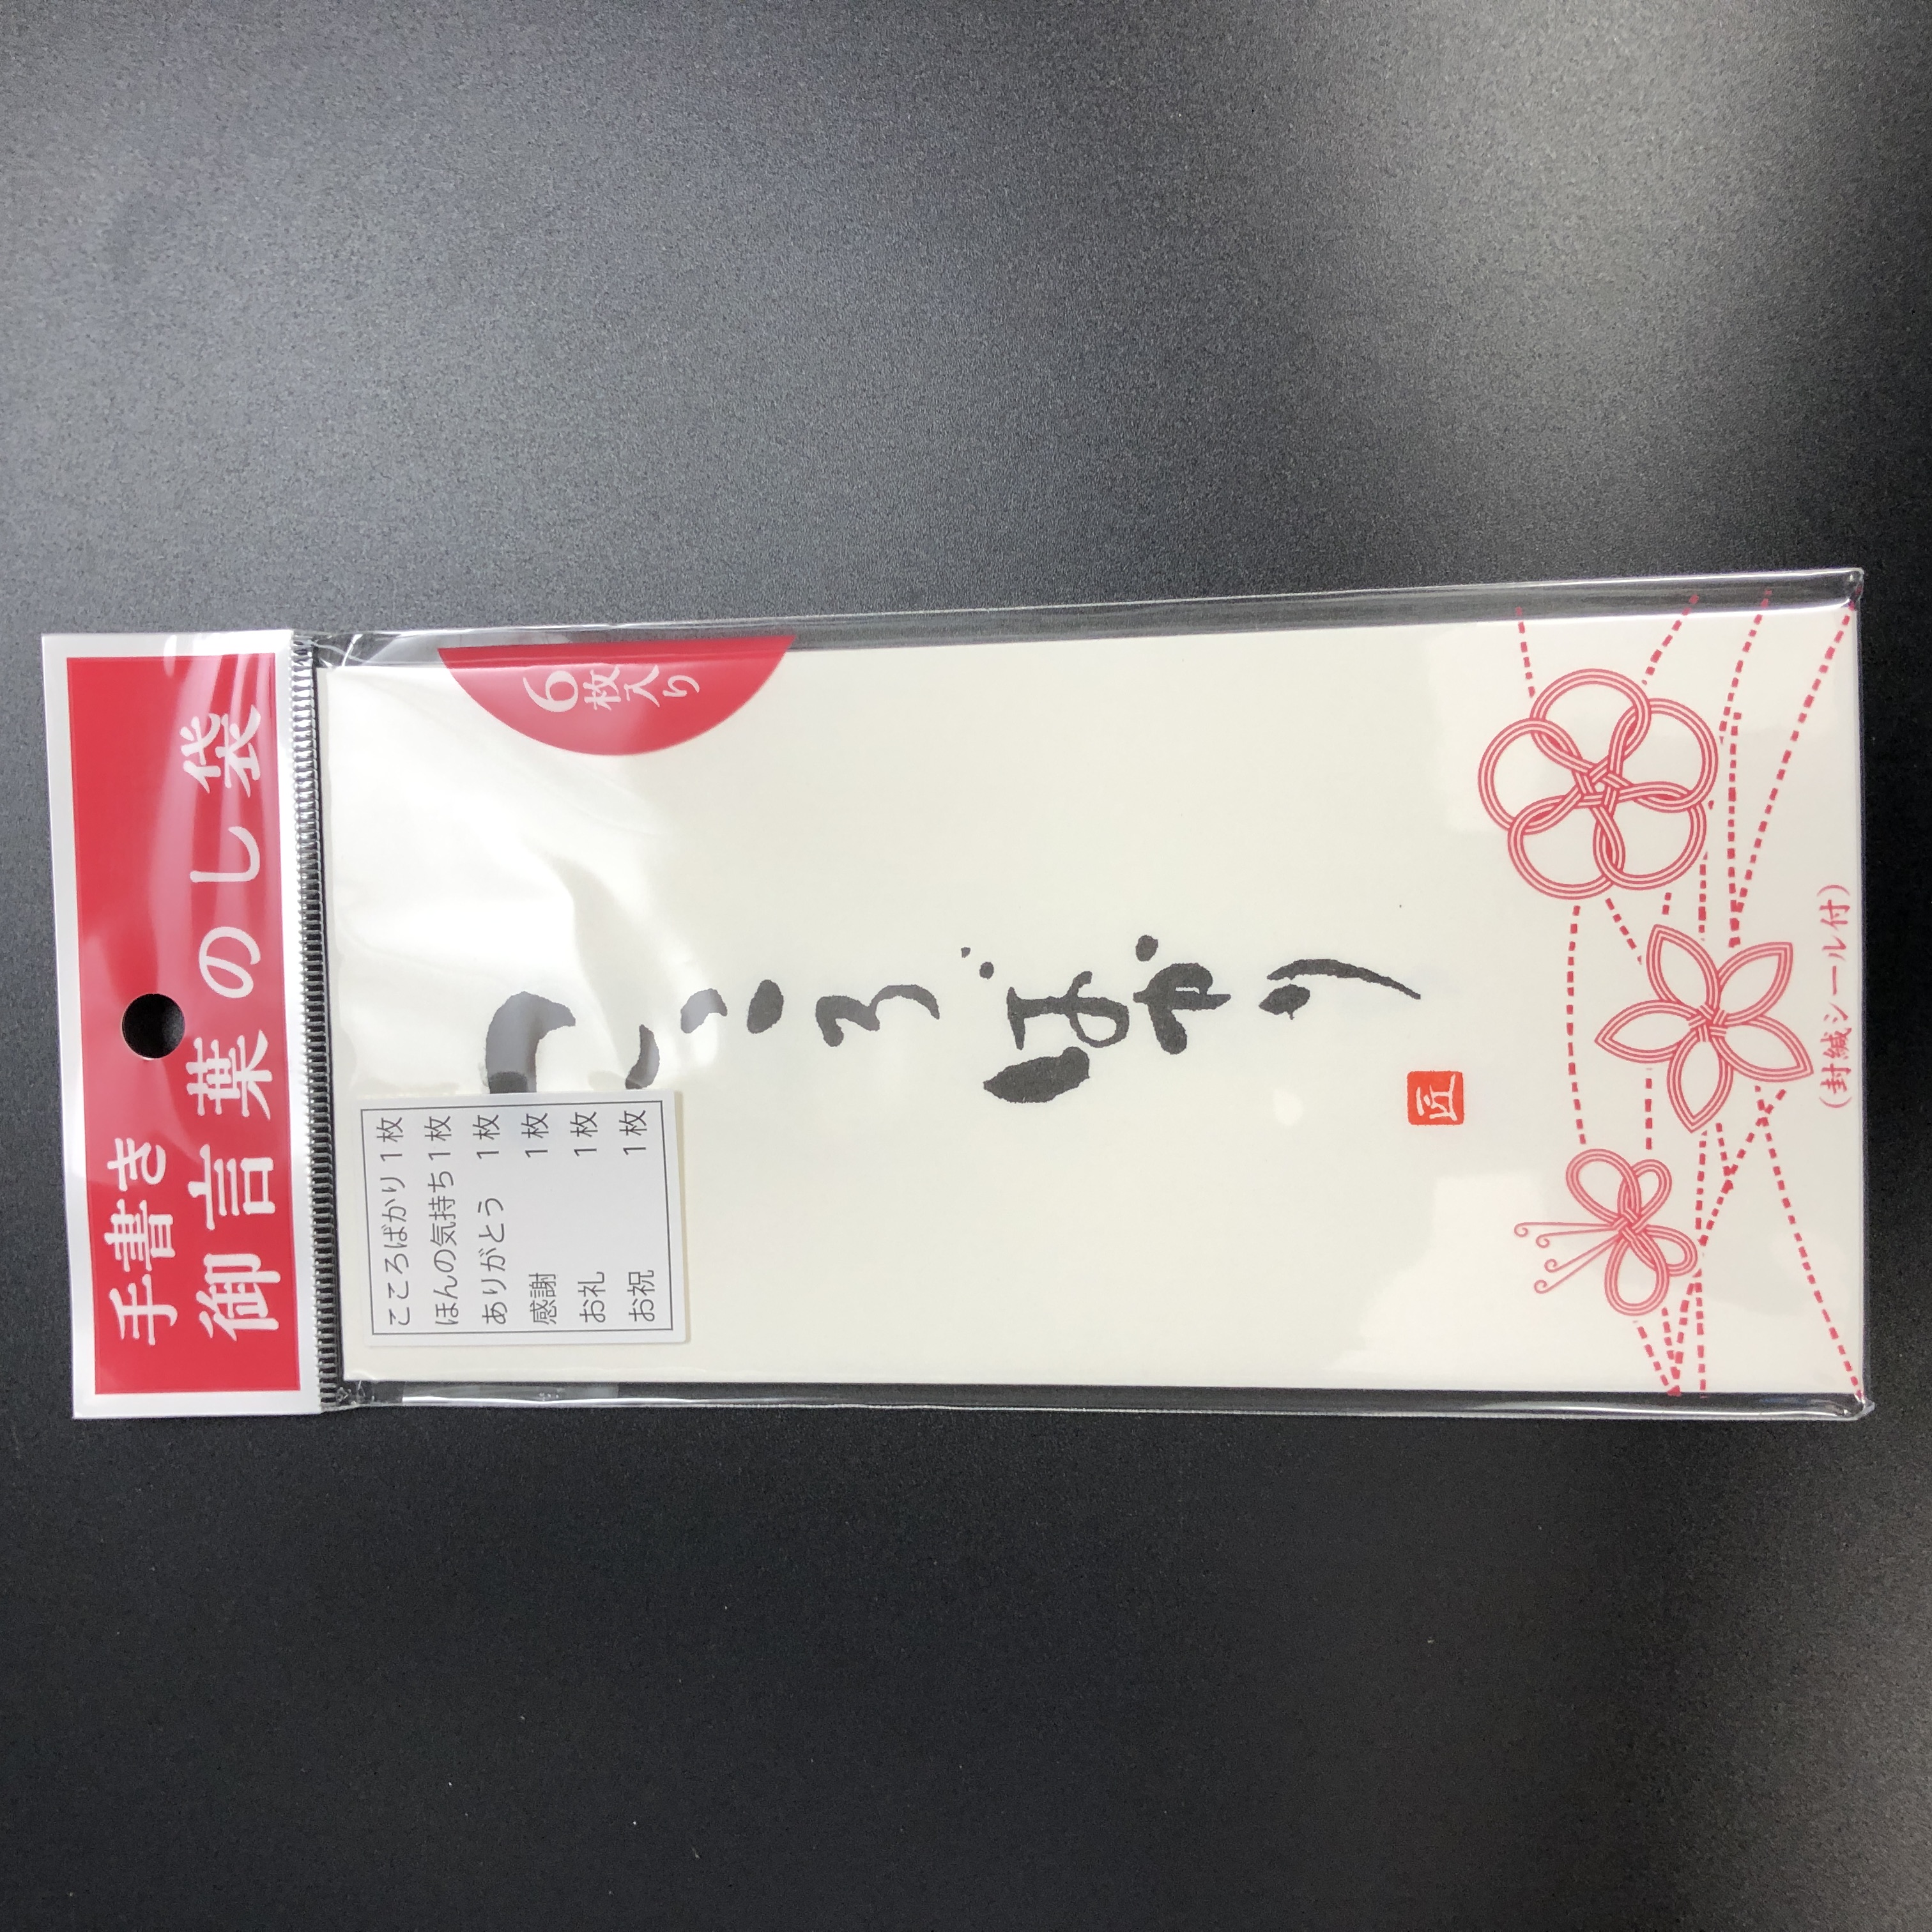 手書き
御言葉のし袋
6枚入り
こころばかり 1枚
ほんの気持ち 1枚
ありがとう 1枚
感謝 1枚
お礼 1枚
お祝 1枚
こころばかり
匠
(封緘シール付)